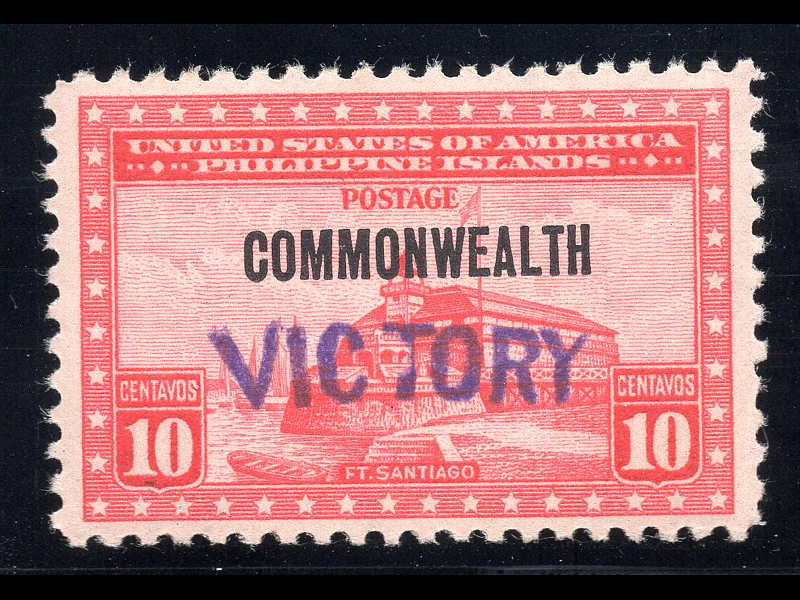 UNITED STATES OF AMERICA
PHILIPPINE ISLANDS
POSTAGE
COMMONWEALTH
VICTORY
CENTAVOS
10
CENTAVOS
10
FT. SANTIAGO